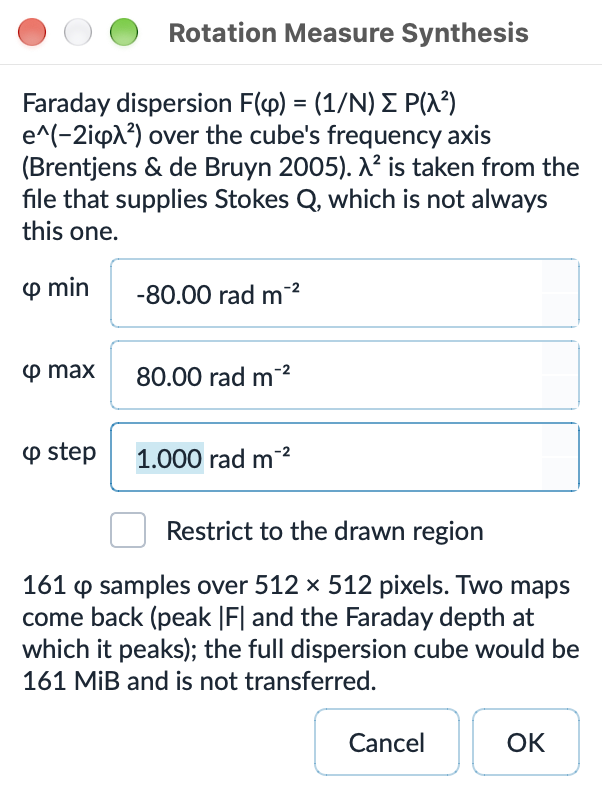 Rotation Measure Synthesis
Faraday dispersion F(φ) = (1/N) Σ P(λ²)
e^(−2iφλ²) over the cube's frequency axis
(Brentjens & de Bruyn 2005). λ² is taken from the
file that supplies Stokes Q, which is not always
this one.
φ min
-80.00 rad m⁻²
φ max
80.00 rad m⁻²
φ step
1.000 rad m⁻²
Restrict to the drawn region
161 φ samples over 512 × 512 pixels. Two maps
come back (peak |F| and the Faraday depth at
which it peaks); the full dispersion cube would be
161 MiB and is not transferred.
Cancel
OK